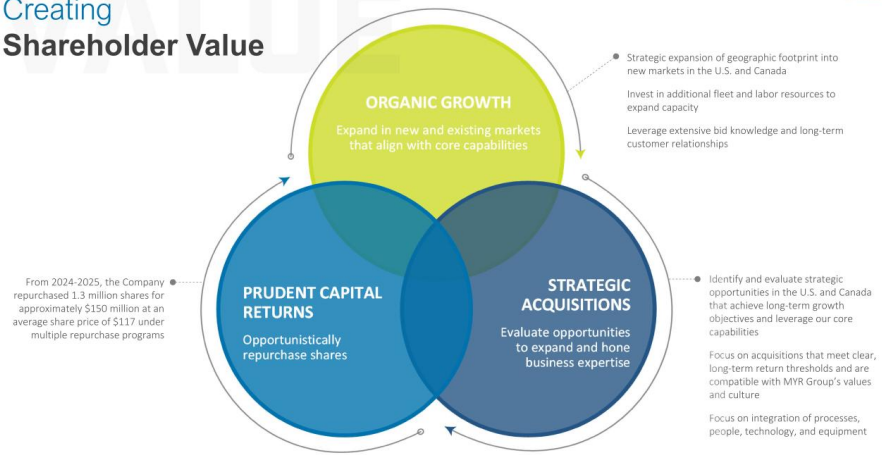 Creating
Shareholder Value
VALUE
ORGANIC GROWTH
Expand in new and existing markets
that align with core capabilities
Strategic expansion of geographic footprint into
new markets in the U.S. and Canada
Invest in additional fleet and labor resources to
expand capacity
Leverage extensive bid knowledge and long-term
customer relationships
From 2024-2025, the Company
repurchased 1.3 million shares for
approximately $150 million at an
average share price of $117 under
multiple repurchase programs
PRUDENT CAPITAL
RETURNS
Opportunistically
repurchase shares
STRATEGIC
ACQUISITIONS
Evaluate opportunities
to expand and hone
business expertise
Identify and evaluate strategic
opportunities in the U.S. and Canada
that achieve long-term growth
objectives and leverage our core
capabilities
Focus on acquisitions that meet clear,
long-term return thresholds and are
compatible with MYR Group's values
and culture
Focus on integration of processes,
people, technology, and equipment